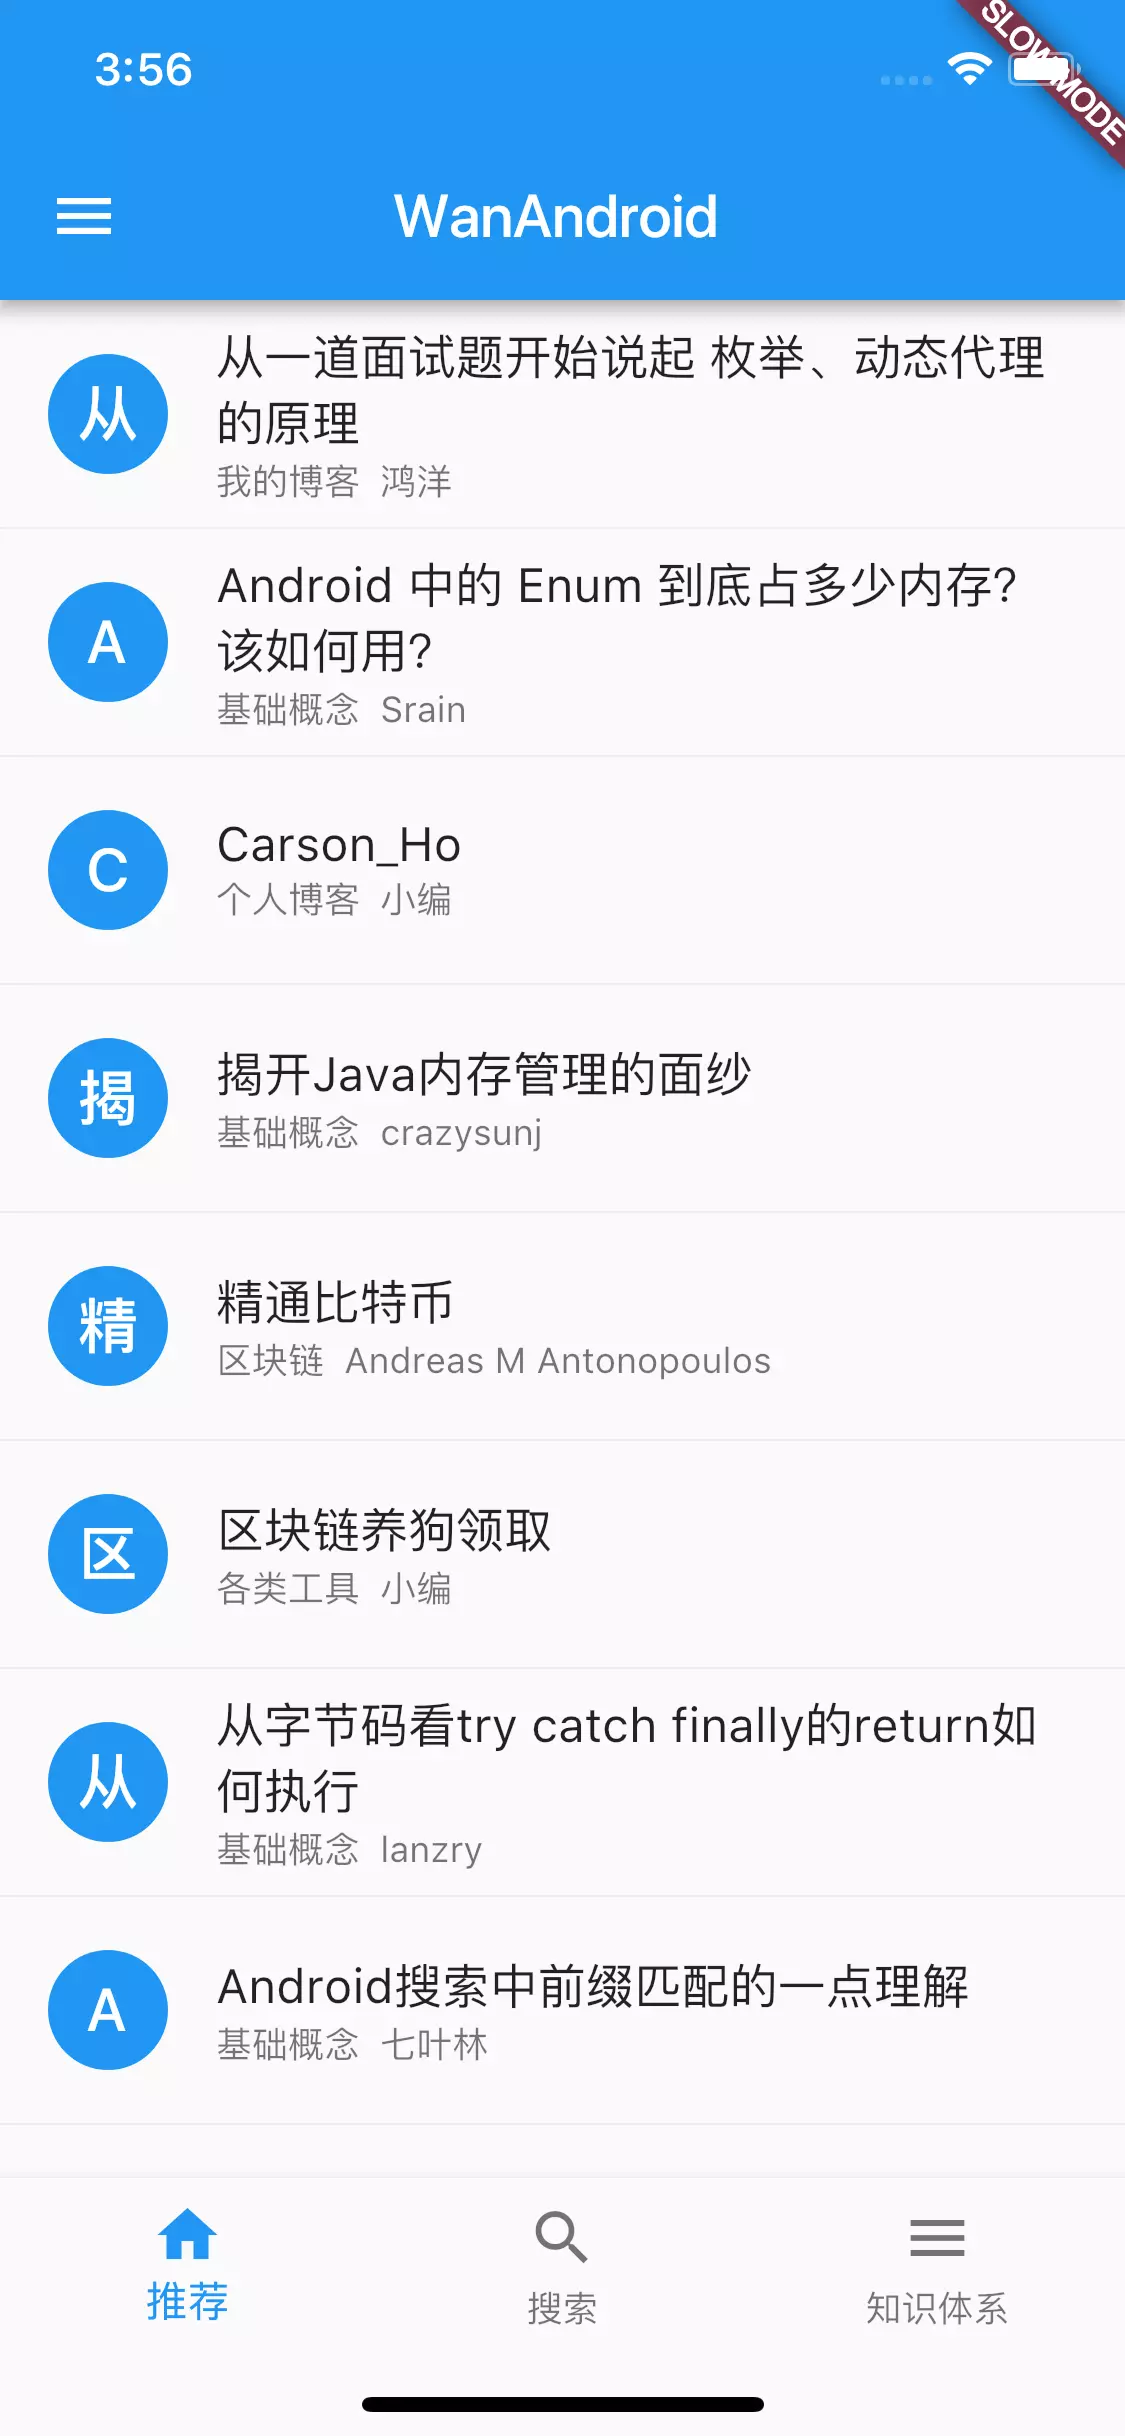 3:56
SLOW MODE
WanAndroid
从
从一道面试题开始说起 枚举、动态代理
的原理
我的博客 鸿洋
A
Android 中的 Enum 到底占多少内存?
该如何用?
基础概念 Srain
C
Carson_Ho
个人博客 小编
揭
揭开Java内存管理的面纱
基础概念 crazysunj
精
精通比特币
区块链 Andreas M Antonopoulos
区
区块链养狗领取
各类工具 小编
从
从字节码看try catch finally的return如
何执行
基础概念 lanzry
A
Android搜索中前缀匹配的一点理解
基础概念 七叶林
推荐
搜索
知识体系